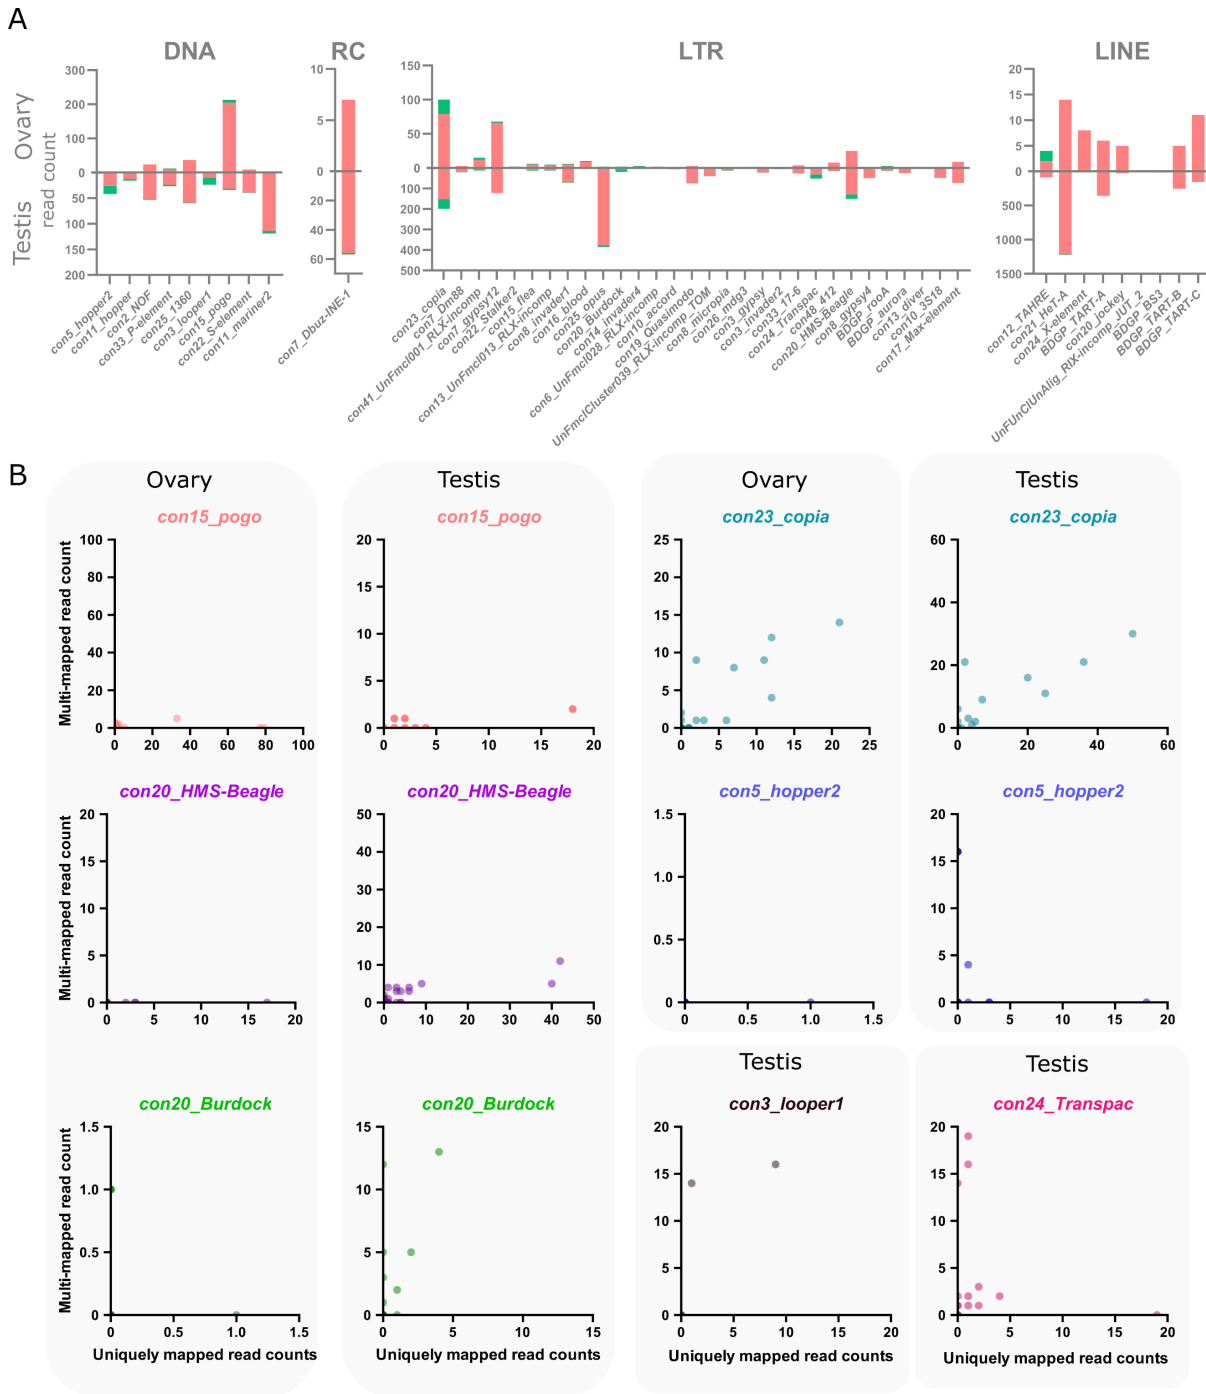 A
DNA
RC
LTR
LINE
Ovary
Testis
read count
300
200
100
0
50
100
150
200
10
5
0
20
40
60
150
100
50
0
100
200
300
400
500
20
15
10
5
0
500
1000
1500
con5_hopper2
con11_hopper
con2_NOF
con33_P-element
con25_1360
con3_looper1
con15_pogo
con22_S-element
con11_mariner2
con7_Dbuz-INE-1
con23_copia
con7_Dm88
con41_UnFmcl001_RLX-incomp
con7_gypsy12
con22_Stalker2
con15_flea
con13_UnFmcl013_RLX-incomp
con8_invader1
con16_blood
con25_opus
con20_Burdock
con14_invader4
con6_UnFmcl028_RLX-incomp
con10_accord
con19_Quasimodo
UnFmclCluster039_RLX-incomp_TOM
con8_micropia
con26_mdg3
con3_gypsy
con3_invader2
con33_17-6
con24_Transpac
con48_412
con20_HMS-Beagle
con8_gypsy4
BDGP_rooA
BDGP_aurora
con13_diver
con10_3S18
con17_Max-element
con12_TAHRE
con21_HeT-A
con24_X-element
BDGP_TART-A
con20_jockey
UnFUnClUnAlig_RIX-incomp_JUT_2
BDGP_BS3
BDGP_TART-B
BDGP_TART-C
B
Ovary
Testis
Ovary
Testis
con15_pogo
con15_pogo
con23_copia
con23_copia
Multi-mapped read count
100
80
60
40
20
0
0 20 40 60 80 100
20
15
10
5
0
0 5 10 15 20
25
20
15
10
5
0
0 5 10 15 20 25
60
40
20
0
0 20 40 60
con20_HMS-Beagle
con20_HMS-Beagle
con5_hopper2
con5_hopper2
Multi-mapped read count
20
15
10
5
0
0 5 10 15 20
50
40
30
20
10
0
0 10 20 30 40 50
1.5
1.0
0.5
0
0 0.5 1.0 1.5
20
15
10
5
0
0 5 10 15 20
Testis
Testis
con20_Burdock
con20_Burdock
con3_looper1
con24_Transpac
Multi-mapped read count
1.5
1.0
0.5
0
0 0.5 1.0 1.5
15
10
5
0
0 5 10 15
20
15
10
5
0
0 5 10 15 20
20
15
10
5
0
0 5 10 15 20
Uniquely mapped read counts
Uniquely mapped read counts
Uniquely mapped read counts
Uniquely mapped read counts